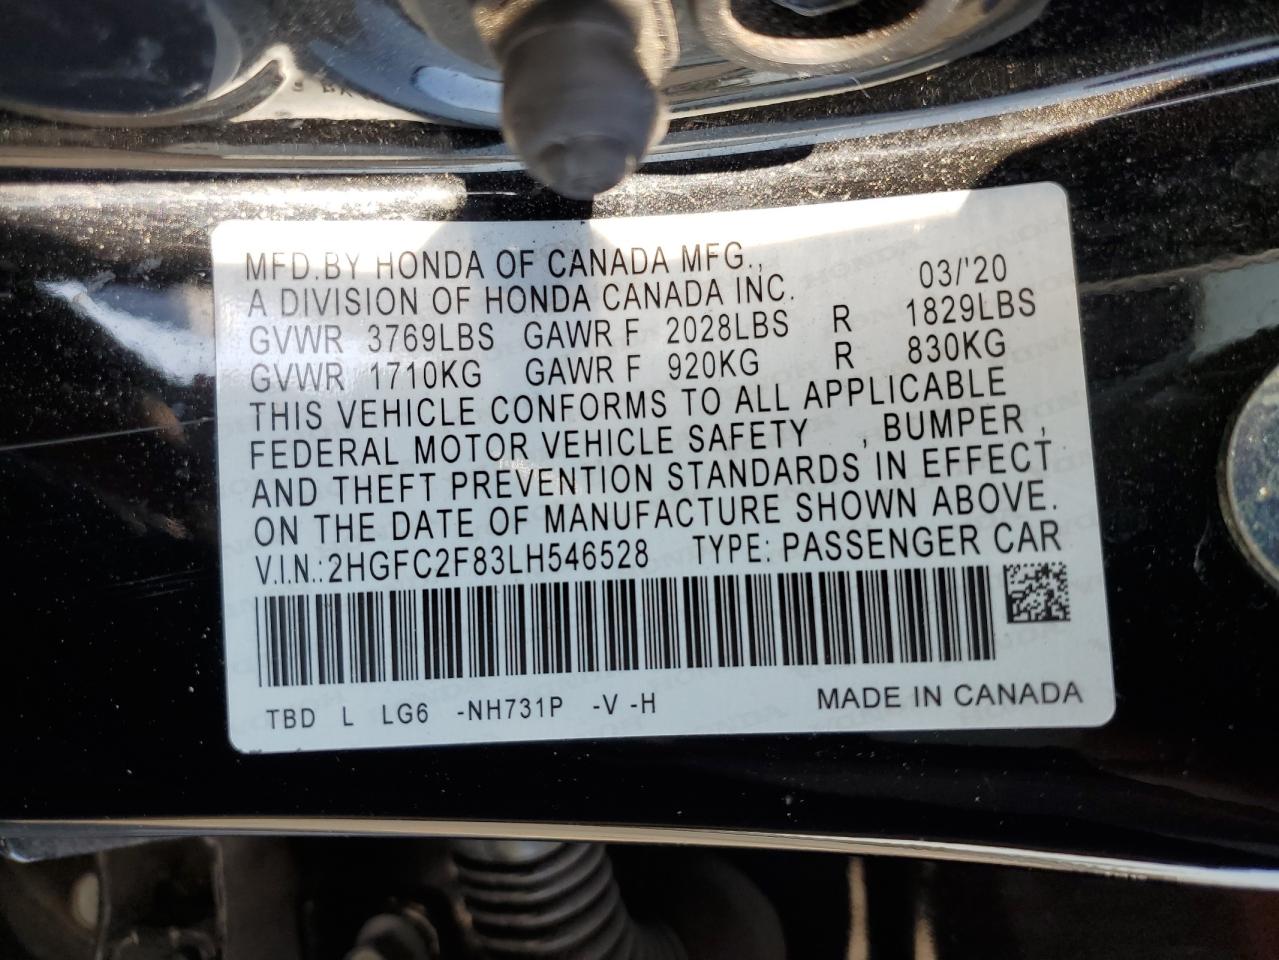 MFD.BY HONDA OF CANADA MFG.,
A DIVISION OF HONDA CANADA INC. 03/'20
GVWR 3769LBS GAWR F 2028LBS R 1829LBS
GVWR 1710KG GAWR F 920KG R 830KG
THIS VEHICLE CONFORMS TO ALL APPLICABLE
FEDERAL MOTOR VEHICLE SAFETY , BUMPER ,
AND THEFT PREVENTION STANDARDS IN EFFECT
ON THE DATE OF MANUFACTURE SHOWN ABOVE.
V.I.N.: 2HGFC2F83LH546528 TYPE: PASSENGER CAR
TBD L LG6 -NH731P -V -H MADE IN CANADA